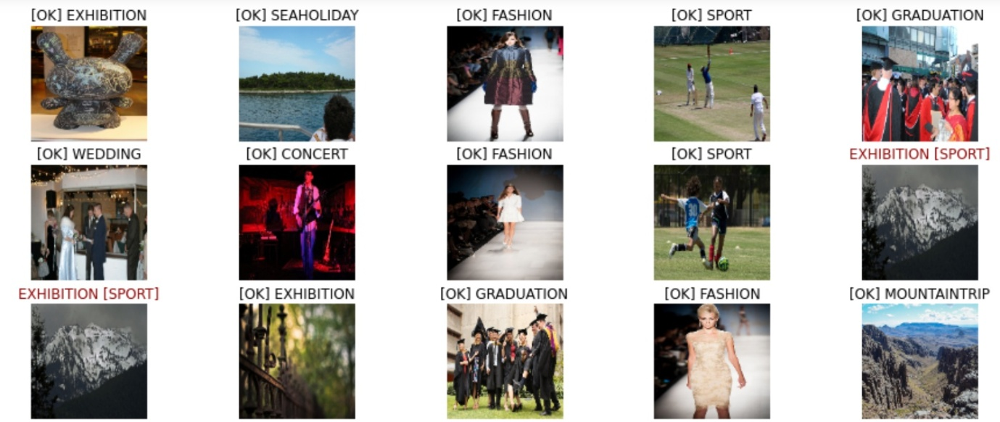 [OK] EXHIBITION
[OK] SEAHOLIDAY
[OK] FASHION
[OK] SPORT
[OK] GRADUATION
[OK] WEDDING
[OK] CONCERT
[OK] FASHION
[OK] SPORT
EXHIBITION [SPORT]
30
EXHIBITION [SPORT]
[OK] EXHIBITION
[OK] GRADUATION
[OK] FASHION
[OK] MOUNTAINTRIP